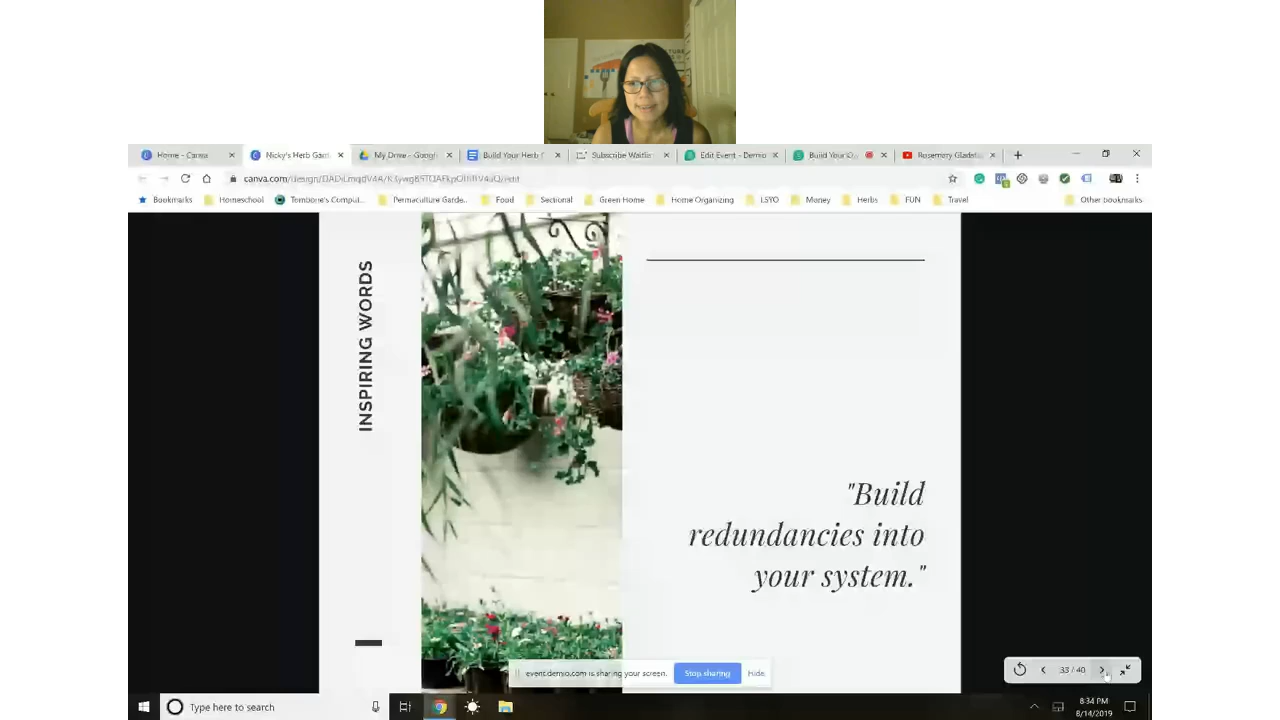 Home - Canva
Nicky's Herb Gard
My Drive - Googl
Build Your Herb
Subscribe Waitlis
Edit Event - Demio
Build Your O
Rosemary Gladsta
Bookmarks
Homeschool
Tombone's Comput...
Permaculture Garde...
Food
Sectional
Green Home
Home Organizing
LSYO
Money
Herbs
FUN
Travel
Other bookmarks
INSPIRING WORDS
"Build
redundancies into
your system."
event.demio.com is sharing your screen.
Stop sharing
Hide
33 / 40
Type here to search
8:34 PM
8/14/2019